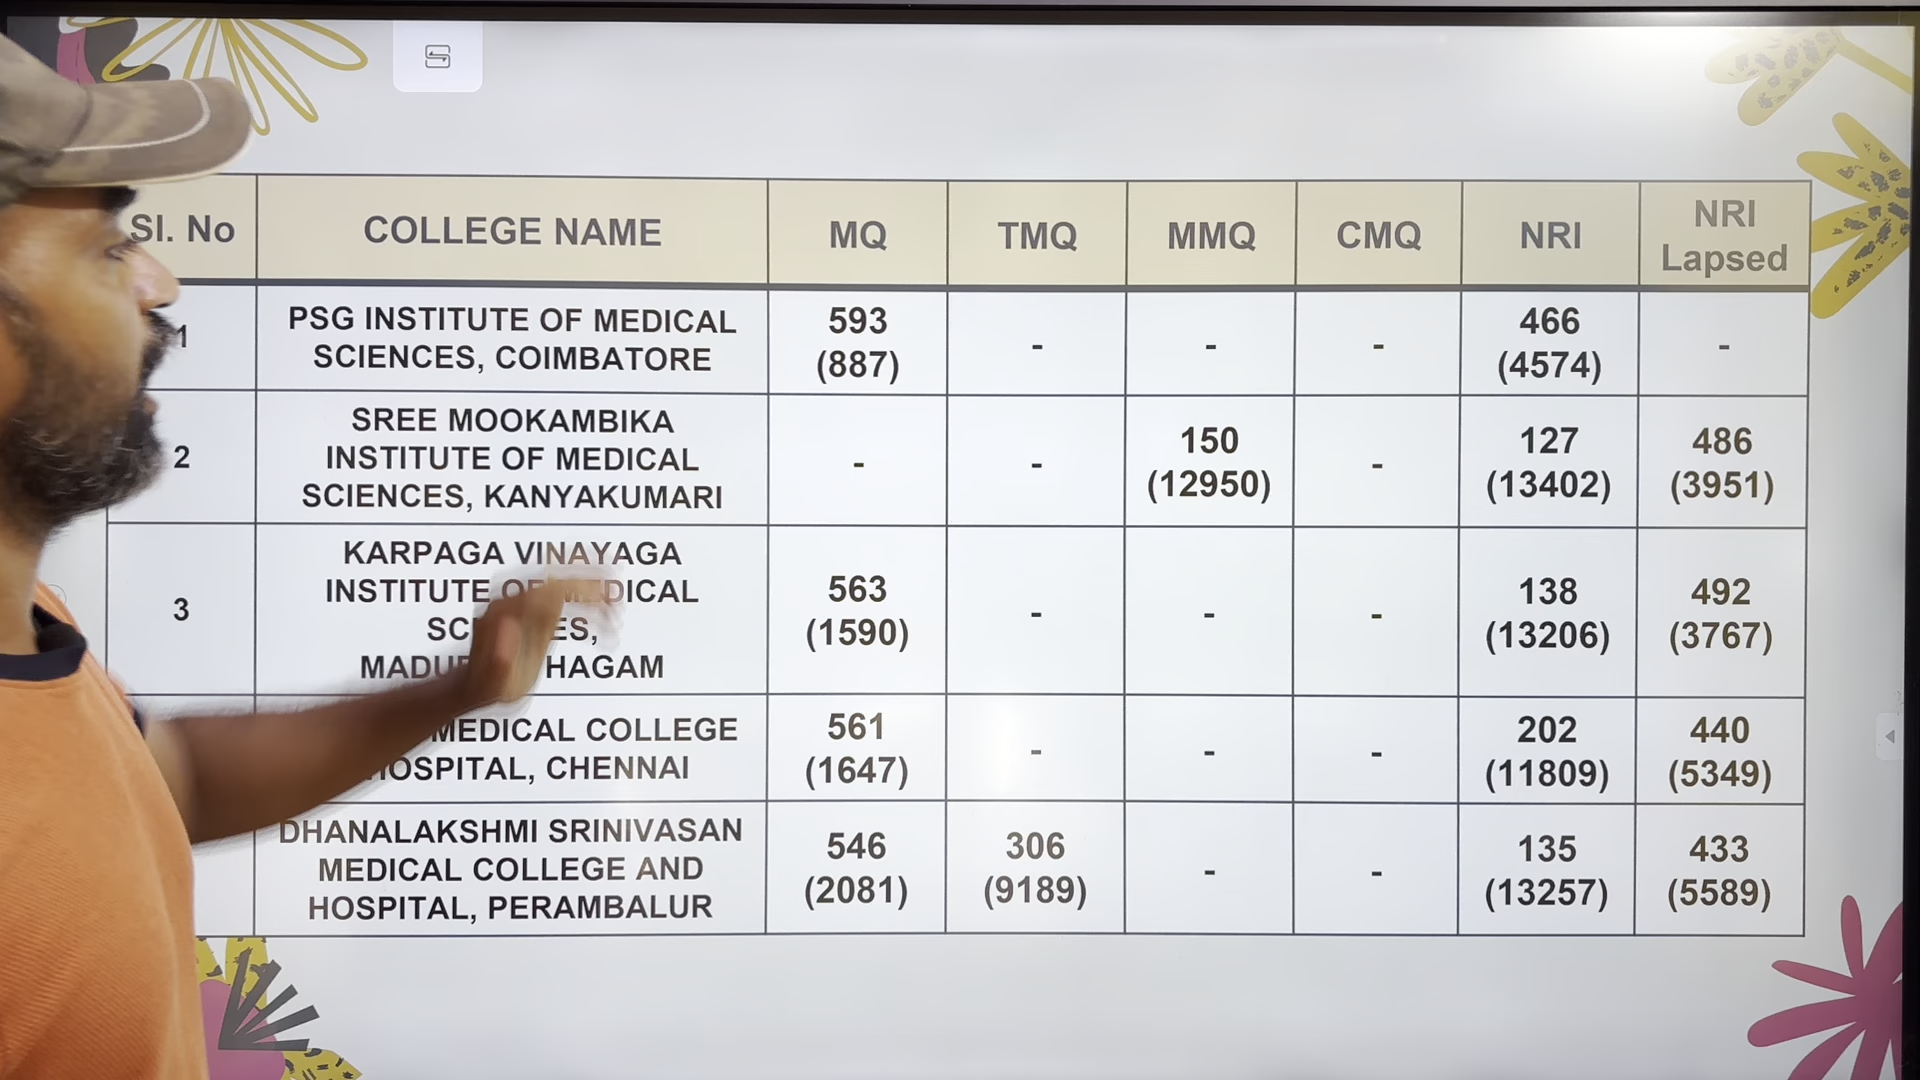 SI. No COLLEGE NAME MQ TMQ MMQ CMQ NRI NRI Lapsed
1 PSG INSTITUTE OF MEDICAL SCIENCES, COIMBATORE 593 (887) - - - 466 (4574) -
2 SREE MOOKAMBIKA INSTITUTE OF MEDICAL SCIENCES, KANYAKUMARI - - 150 (12950) - 127 (13402) 486 (3951)
3 KARPAGA VINAYAGA INSTITUTE OF MEDICAL 563 (1590) - - - 138 (13206) 492 (3767)
MEDICAL COLLEGE HOSPITAL, CHENNAI 561 (1647) - - - 202 (11809) 440 (5349)
DHANALAKSHMI SRINIVASAN MEDICAL COLLEGE AND HOSPITAL, PERAMBALUR 546 (2081) 306 (9189) - - 135 (13257) 433 (5589)